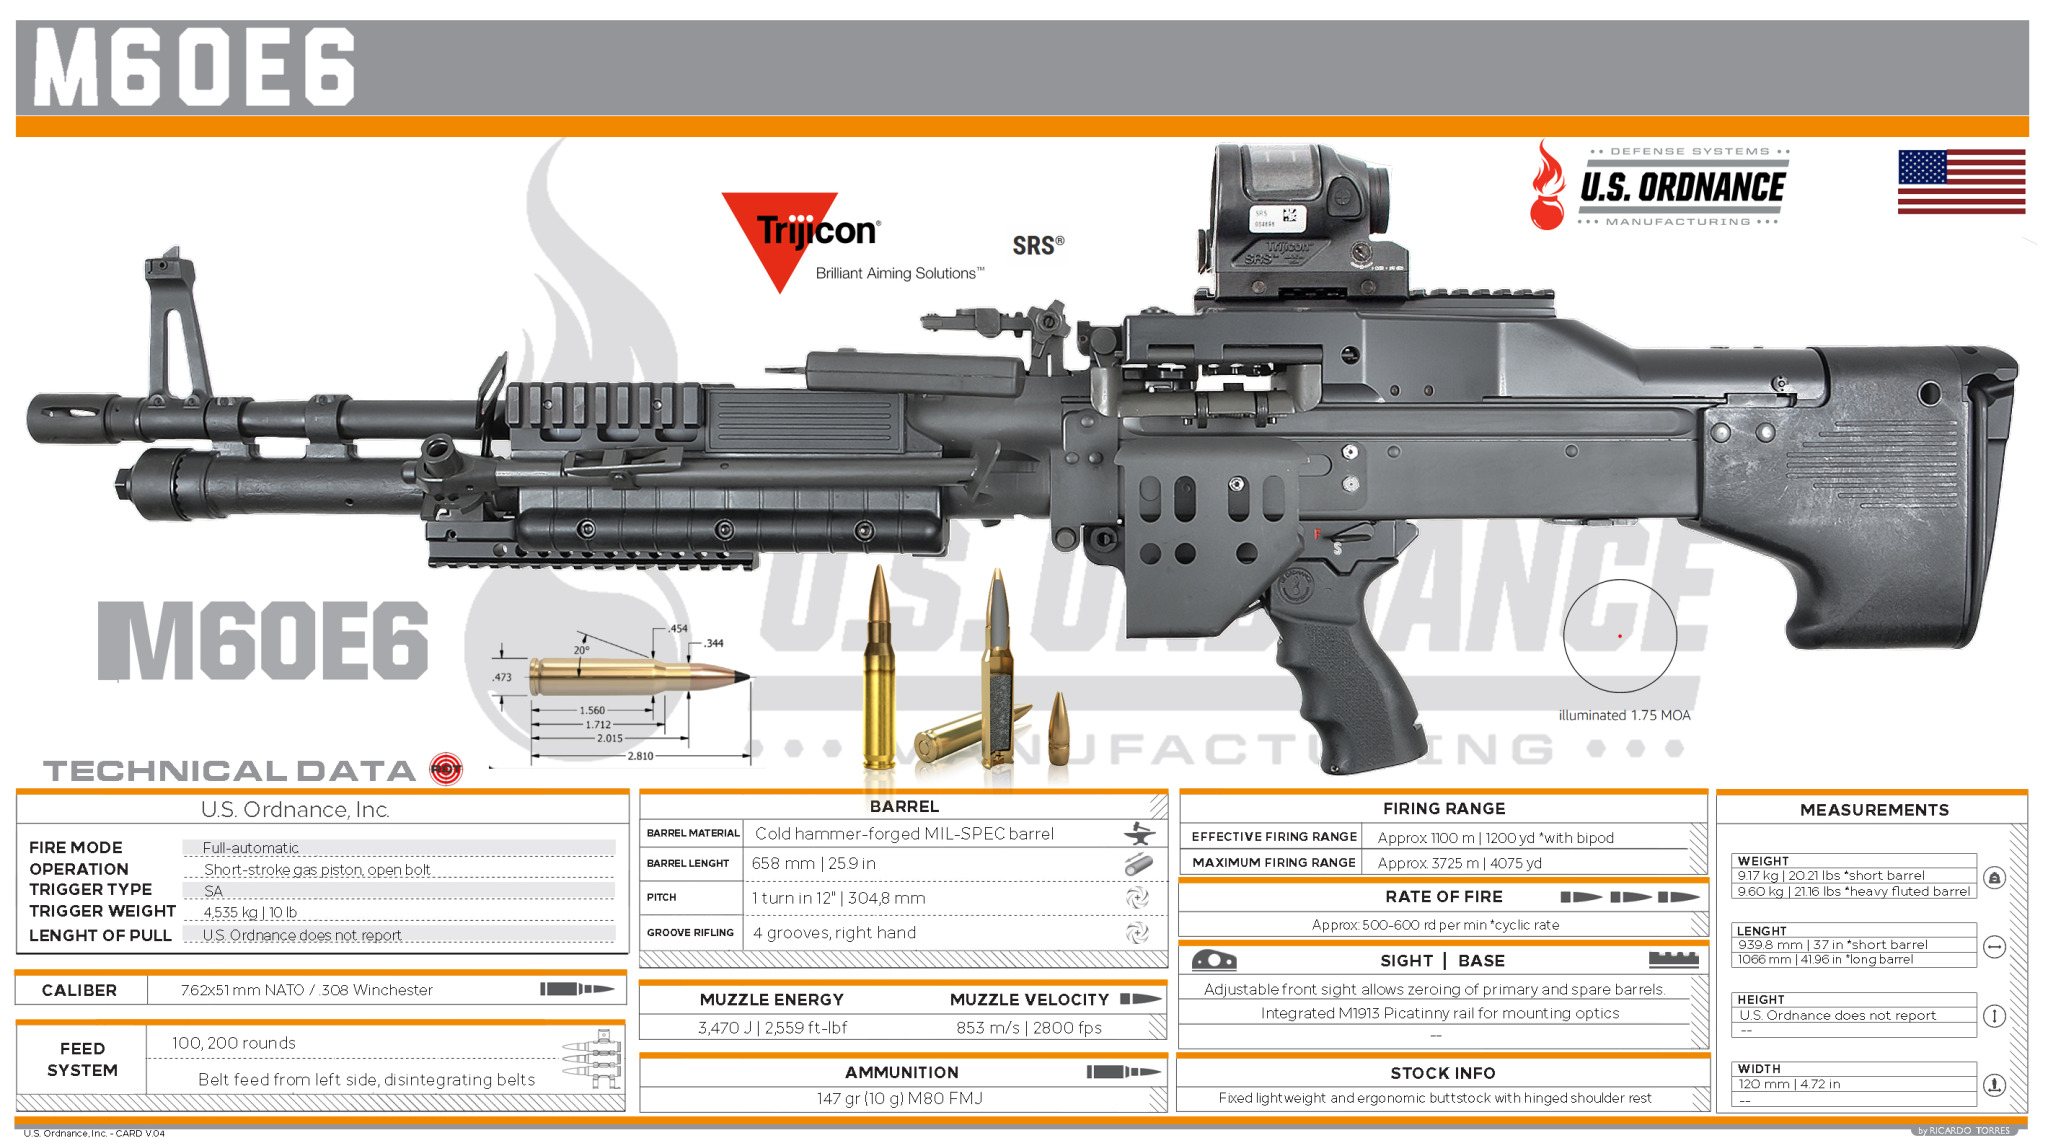 M60E6
•• DEFENSE SYSTEMS ••
U.S. ORDNANCE
••• MANUFACTURING •••
Trijicon®
Brilliant Aiming Solutions™
SRS®
SRS
Trijicon
SRS
F
S
U.S. ORDNANCE
MANUFACTURING
M60E6
.454
.344
20°
.473
1.560
1.712
2.015
2.810
illuminated 1.75 MOA
TECHNICAL DATA
U.S. Ordnance, Inc.
FIRE MODE Full-automatic
OPERATION Short-stroke gas piston, open bolt
TRIGGER TYPE SA
TRIGGER WEIGHT 4,535 kg | 10 lb
LENGHT OF PULL U.S. Ordnance does not report
CALIBER 7.62x51 mm NATO / .308 Winchester
FEED SYSTEM
100, 200 rounds
Belt feed from left side, disintegrating belts
BARREL
BARREL MATERIAL Cold hammer-forged MIL-SPEC barrel
BARREL LENGHT 658 mm | 25.9 in
PITCH 1 turn in 12" | 304,8 mm
GROOVE RIFLING 4 grooves, right hand
MUZZLE ENERGY MUZZLE VELOCITY
3,470 J | 2,559 ft-lbf 853 m/s | 2800 fps
AMMUNITION
147 gr (10 g) M80 FMJ
FIRING RANGE
EFFECTIVE FIRING RANGE Approx. 1100 m | 1200 yd *with bipod
MAXIMUM FIRING RANGE Approx. 3725 m | 4075 yd
RATE OF FIRE
Approx: 500-600 rd per min *cyclic rate
SIGHT | BASE
Adjustable front sight allows zeroing of primary and spare barrels.
Integrated M1913 Picatinny rail for mounting optics
--
STOCK INFO
Fixed lightweight and ergonomic buttstock with hinged shoulder rest
MEASUREMENTS
WEIGHT
9.17 kg | 20.21 lbs *short barrel
9.60 kg | 21.16 lbs *heavy fluted barrel
LENGHT
939.8 mm | 37 in *short barrel
1066 mm | 41.96 in *long barrel
HEIGHT
U.S. Ordnance does not report
--
WIDTH
120 mm | 4.72 in
--
U.S. Ordnance, Inc. - CARD V.04
by RICARDO TORRES